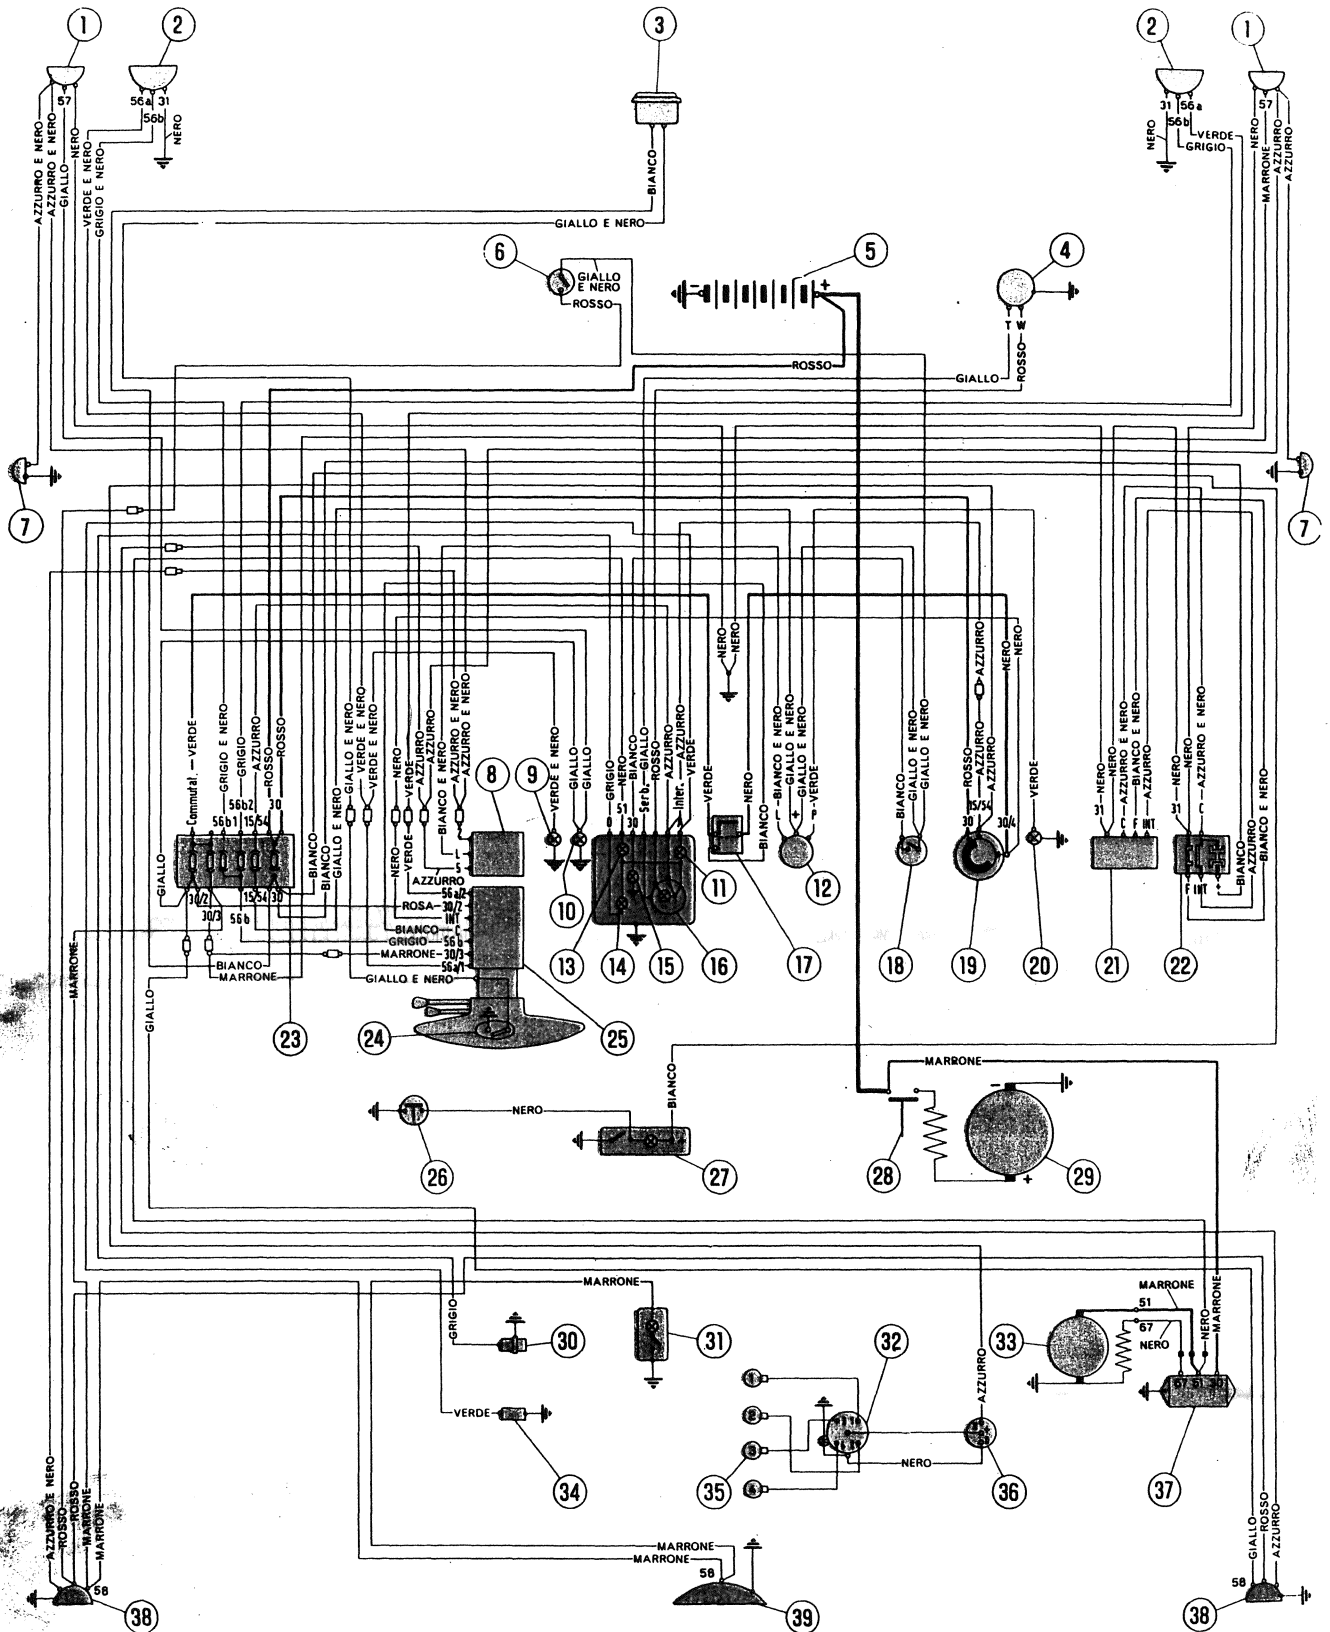 1
2
3
2
1
57
56a 31
56b
NERO
31 56a
56b
57
NERO
VERDE
GRIGIO
AZZURRO E NERO
AZZURRO E NERO
GIALLO
NERO
VERDE E NERO
GRIGIO E NERO
BIANCO
NERO
MARRONE
AZZURRO
AZZURRO
GIALLO E NERO
6
5
4
GIALLO
E NERO
ROSSO
- +
T W
ROSSO
ROSSO
GIALLO
7
7
NERO
NERO
AZZURRO
NERO
NERO
Commutat. — VERDE
GRIGIO E NERO
GRIGIO
AZZURRO
ROSSO
ROSSO
GIALLO E NERO
VERDE E NERO
VERDE E NERO
NERO
VERDE
AZZURRO
AZZURRO
BIANCO E NERO
AZZURRO E NERO
AZZURRO E NERO
8
9
VERDE E NERO
GIALLO
GIALLO
GRIGIO
NERO
BIANCO
Serb. GIALLO
ROSSO
AZZURRO
Inter. AZZURRO
VERDE
VERDE
NERO
BIANCO
BIANCO E NERO
GIALLO E NERO
GIALLO E NERO
VERDE
BIANCO
GIALLO E NERO
GIALLO E NERO
ROSSO
AZZURRO
AZZURRO
VERDE
NERO
NERO
AZZURRO E NERO
BIANCO E NERO
AZZURRO
NERO
NERO
AZZURRO E NERO
56b2
56b1 15/54
30
51
30
L + P
30
15/54
30/4
31
C F INT
31
C
GIALLO
BIANCO
BIANCO
GIALLO E NERO
L
S
AZZURRO
30/2
30/3
56b
15/54 30
56a/2
ROSA 30/2
INT
BIANCO C
GRIGIO 56b
MARRONE 30/3
56a/1
GIALLO E NERO
F INT +
BIANCO
AZZURRO
BIANCO E NERO
10
11
12
13
14
15
16
17
18
19
20
21
22
MARRONE
BIANCO
MARRONE
GIALLO
23
24
25
MARRONE
BIANCO
-
NERO
26
27
28
29
+
MARRONE
GRIGIO
30
31
32
33
MARRONE
51
67
NERO
NERO
MARRONE
67 51 30
1
2
3
4
AZZURRO
VERDE
NERO
34
35
36
37
AZZURRO E NERO
ROSSO
ROSSO
MARRONE
MARRONE
GIALLO
ROSSO
AZZURRO
MARRONE
MARRONE
58
58
58
38
39
38